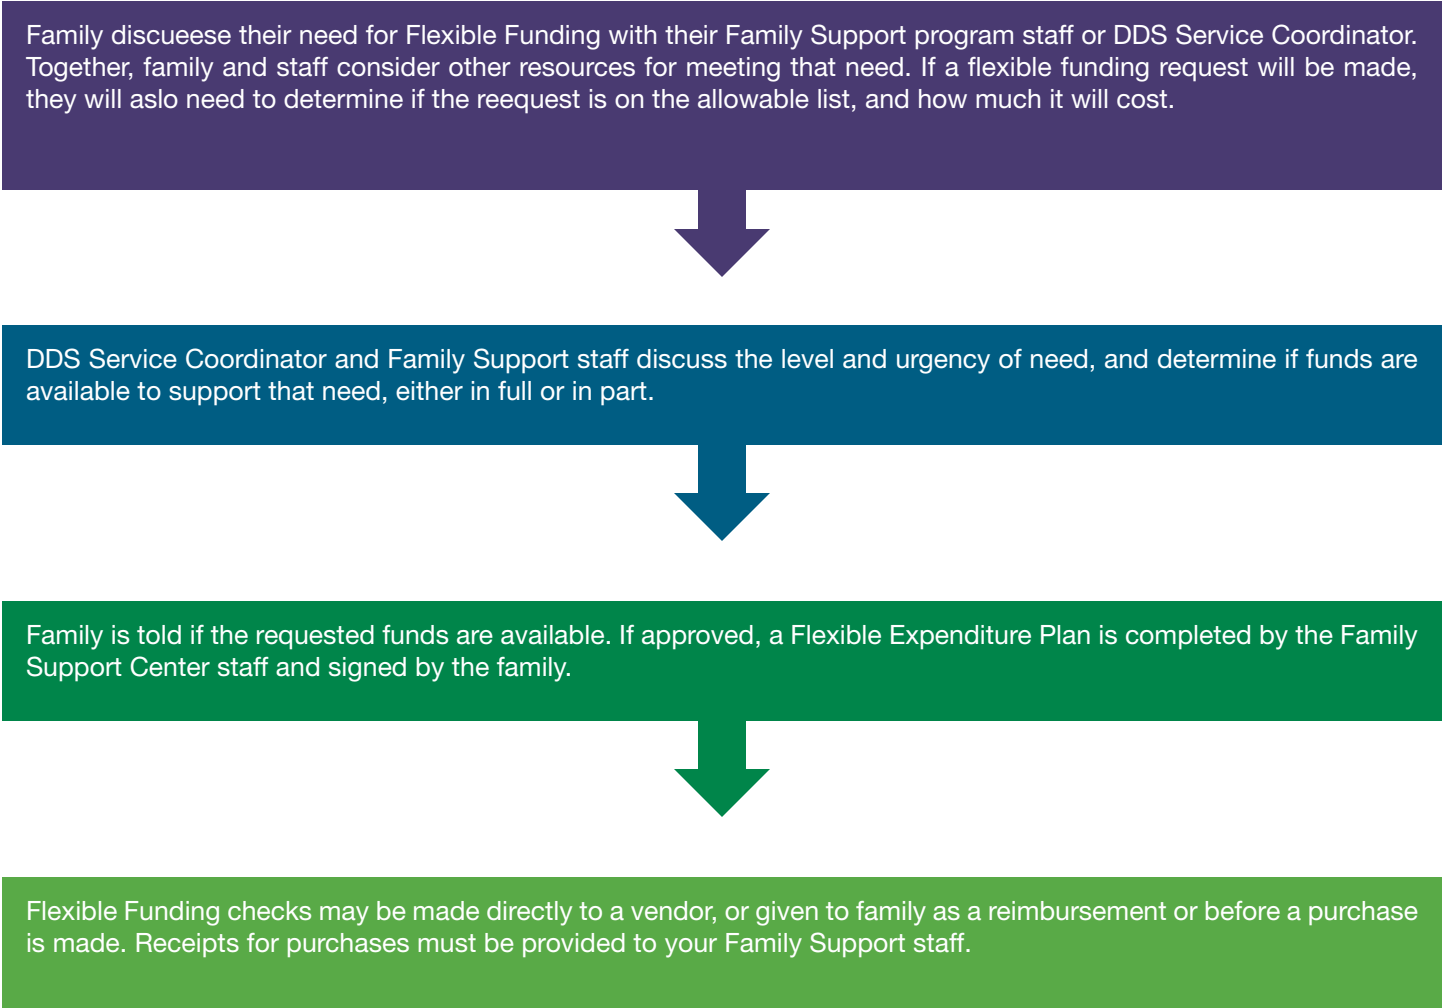 Family discueese their need for Flexible Funding with their Family Support program staff or DDS Service Coordinator.
Together, family and staff consider other resources for meeting that need. If a flexible funding request will be made,
they will aslo need to determine if the reequest is on the allowable list, and how much it will cost.
DDS Service Coordinator and Family Support staff discuss the level and urgency of need, and determine if funds are
available to support that need, either in full or in part.
Family is told if the requested funds are available. If approved, a Flexible Expenditure Plan is completed by the Family
Support Center staff and signed by the family.
Flexible Funding checks may be made directly to a vendor, or given to family as a reimbursement or before a purchase
is made. Receipts for purchases must be provided to your Family Support staff.